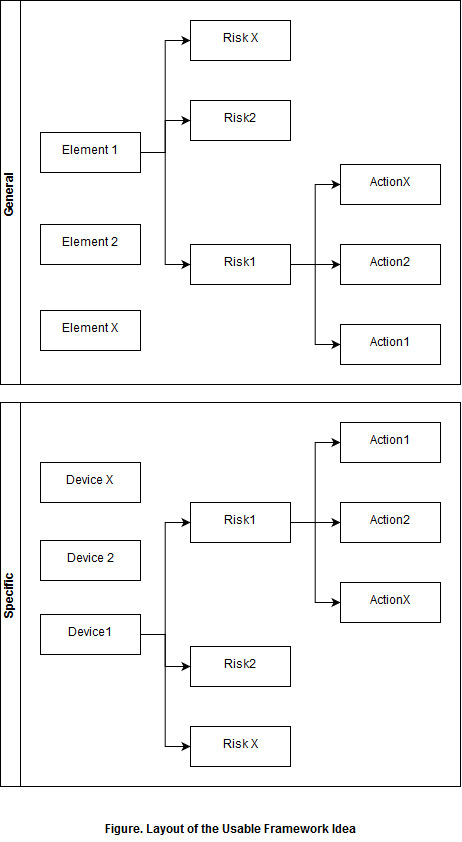 General
Risk X
Risk2
Element 1
ActionX
Element 2
Risk1
Action2
Element X
Action1
Specific
Action1
Device X
Risk1
Action2
Device 2
ActionX
Device1
Risk2
Risk X
Figure. Layout of the Usable Framework Idea